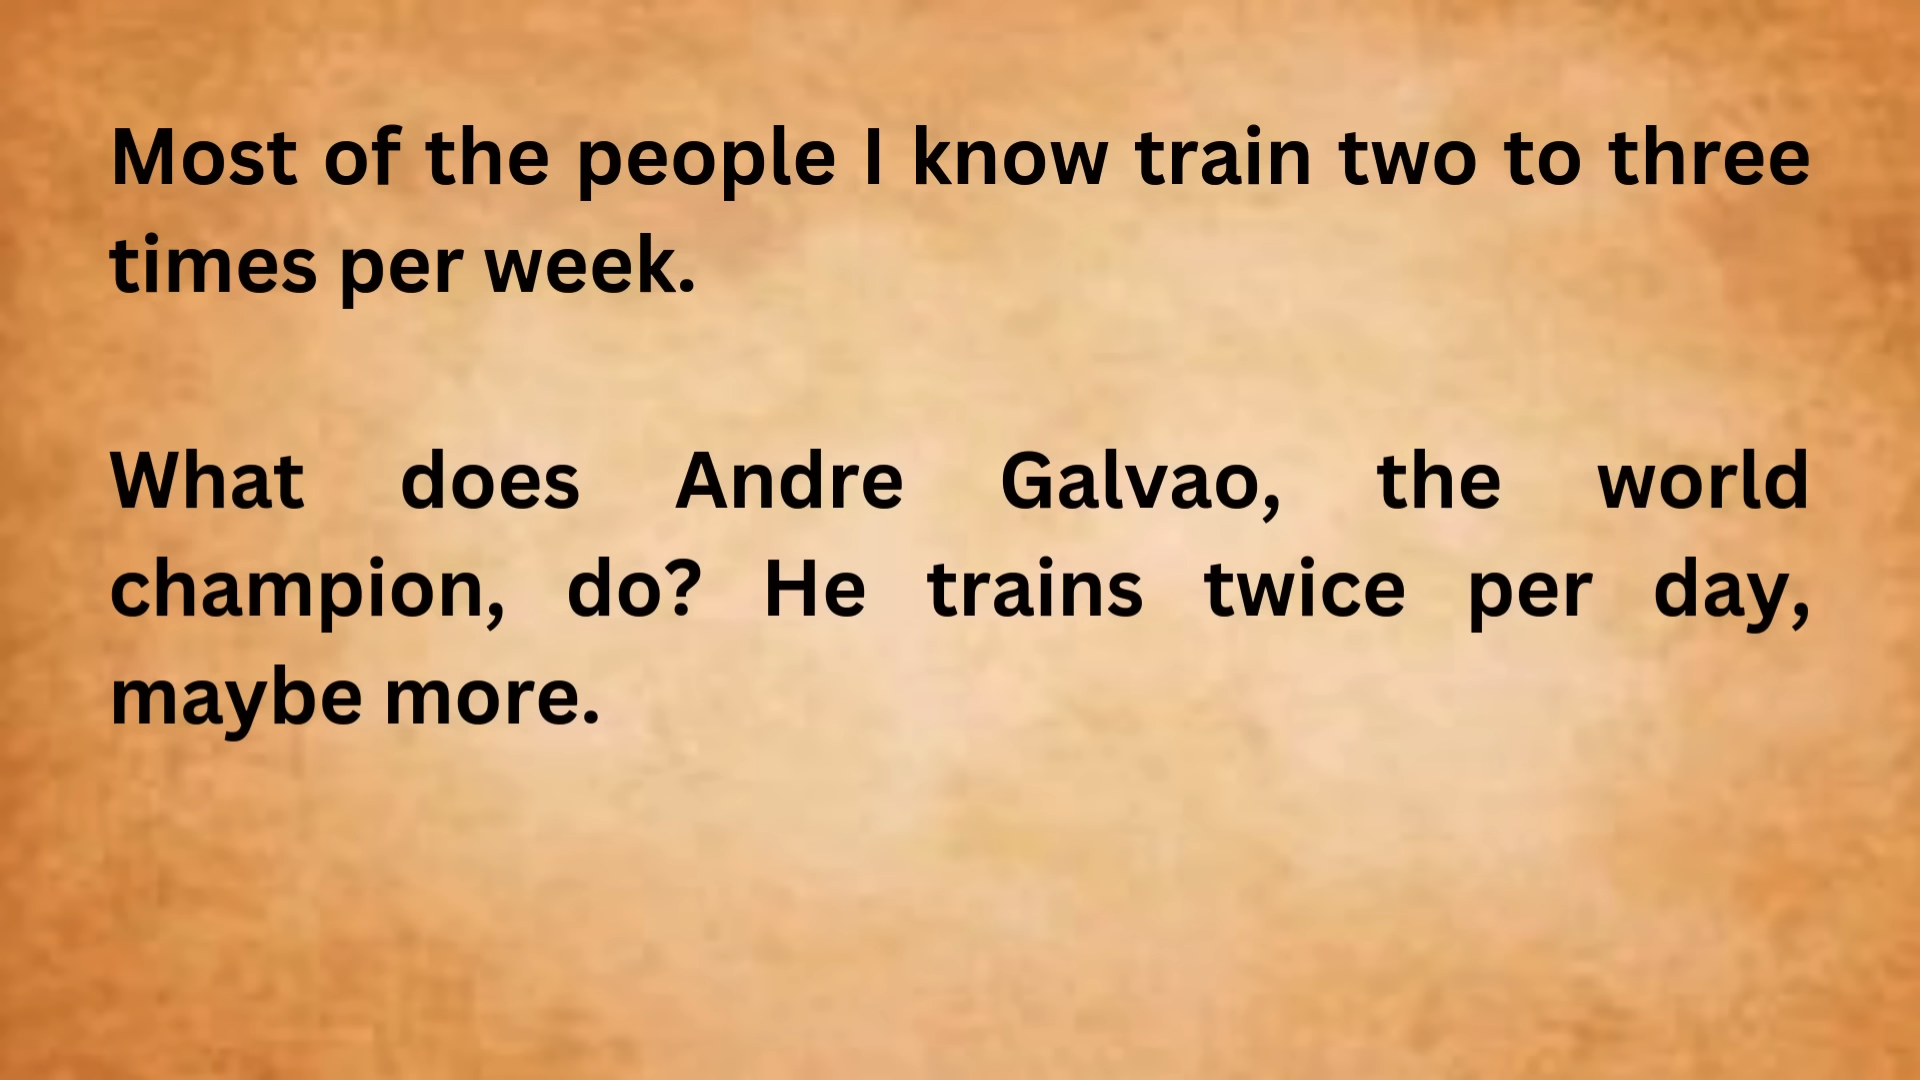 Most of the people I know train two to three
times per week.
What does Andre Galvao, the world
champion, do? He trains twice per day,
maybe more.